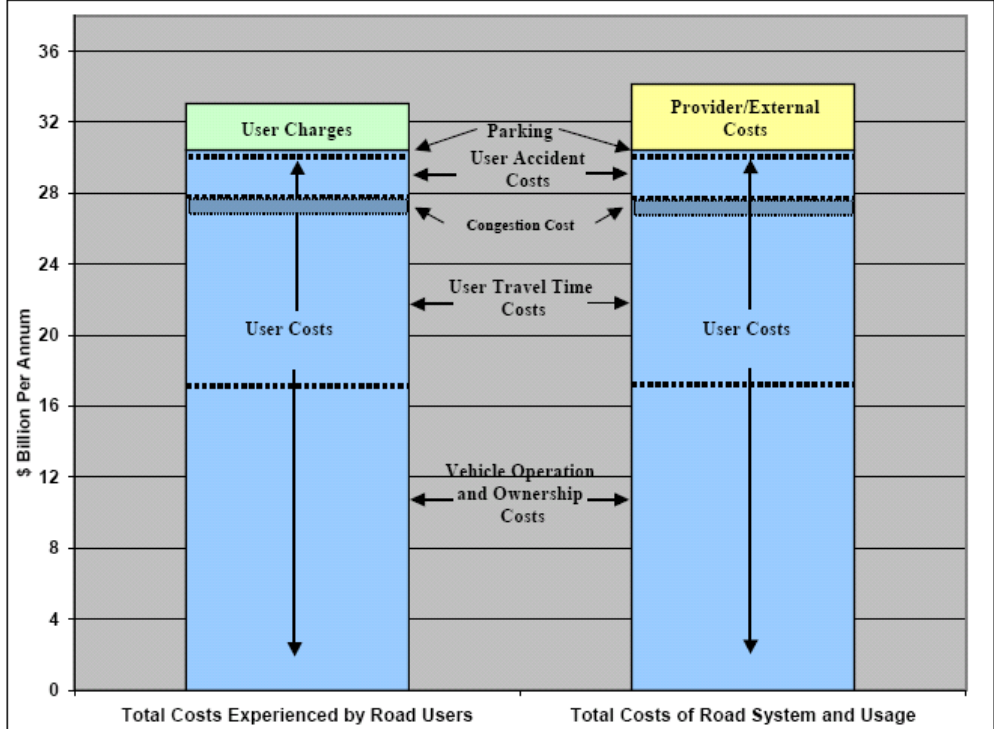 36
32
28
24
20
16
12
8
4
0
$ Billion Per Annum
User Charges
Provider/External
Costs
Parking
User Accident
Costs
Congestion Cost
User Travel Time
Costs
User Costs
User Costs
Vehicle Operation
and Ownership
Costs
Total Costs Experienced by Road Users
Total Costs of Road System and Usage